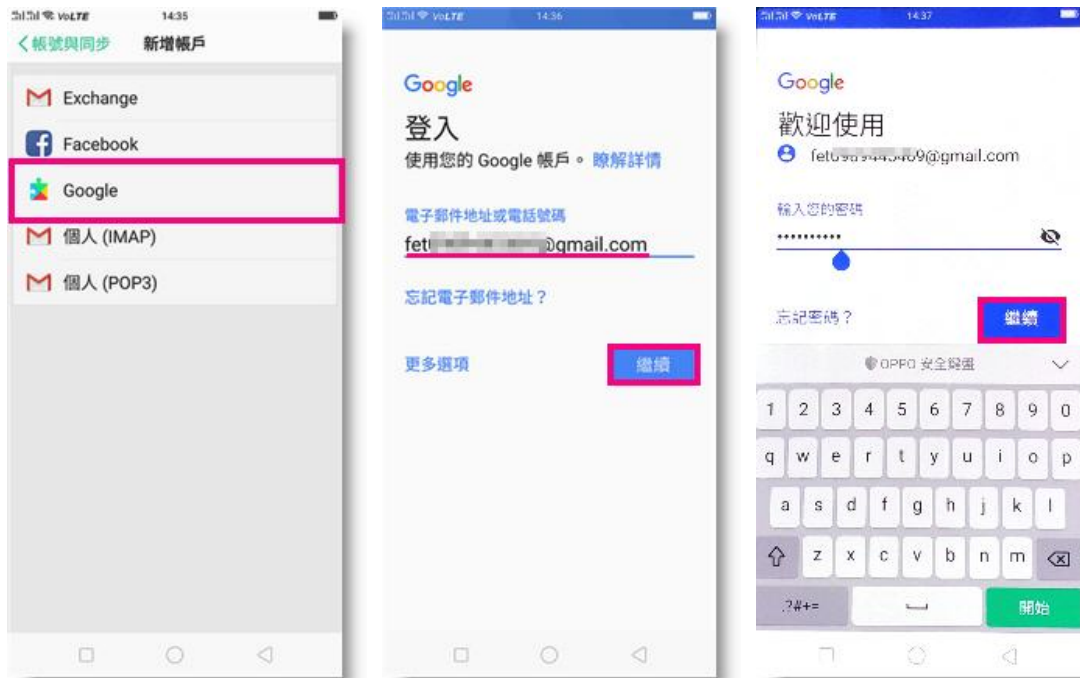 VoLTE 14:35
帳號與同步 新增帳戶
Exchange
Facebook
Google
個人 (IMAP)
個人 (POP3)
VoLTE 14:36
Google
登入
使用您的 Google 帳戶。瞭解詳情
電子郵件地址或電話號碼
fet @gmail.com
忘記電子郵件地址？
更多選項 繼續
VoLTE 14:37
Google
歡迎使用
@gmail.com
輸入您的密碼
••••••••••
忘記密碼？ 繼續
OPPO 安全鍵盤
1 2 3 4 5 6 7 8 9 0
q w e r t y u i o p
a s d f g h j k l
z x c v b n m
.?#+= 開始